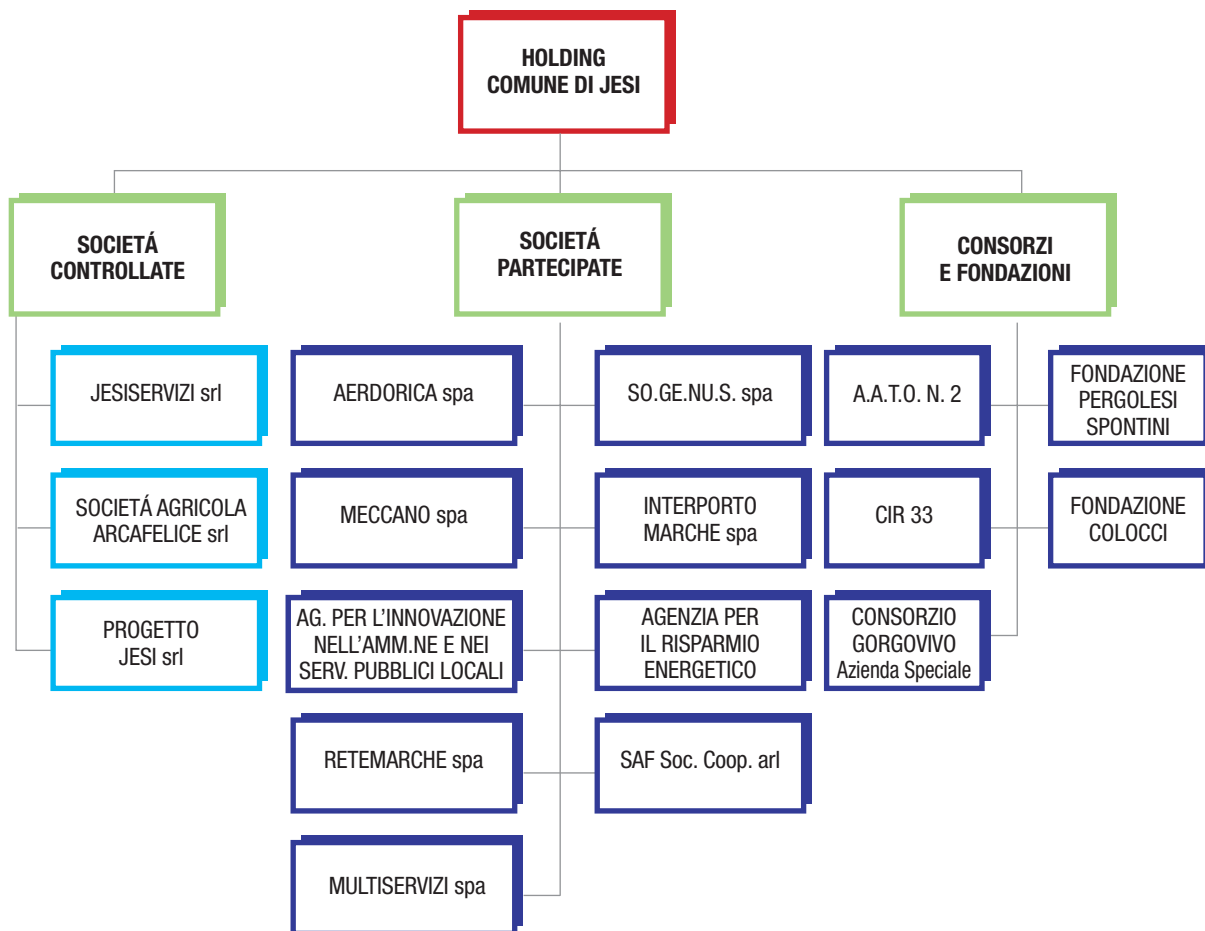 HOLDING
COMUNE DI JESI
SOCIETÁ
CONTROLLATE
SOCIETÁ
PARTECIPATE
CONSORZI
E FONDAZIONI
JESISERVIZI srl
SOCIETÁ AGRICOLA
ARCAFELICE srl
PROGETTO
JESI srl
AERDORICA spa
MECCANO spa
AG. PER L'INNOVAZIONE
NELL'AMM.NE E NEI
SERV. PUBBLICI LOCALI
RETEMARCHE spa
MULTISERVIZI spa
SO.GE.NU.S. spa
INTERPORTO
MARCHE spa
AGENZIA PER
IL RISPARMIO
ENERGETICO
SAF Soc. Coop. arl
A.A.T.O. N. 2
CIR 33
CONSORZIO
GORGOVIVO
Azienda Speciale
FONDAZIONE
PERGOLESI
SPONTINI
FONDAZIONE
COLOCCI